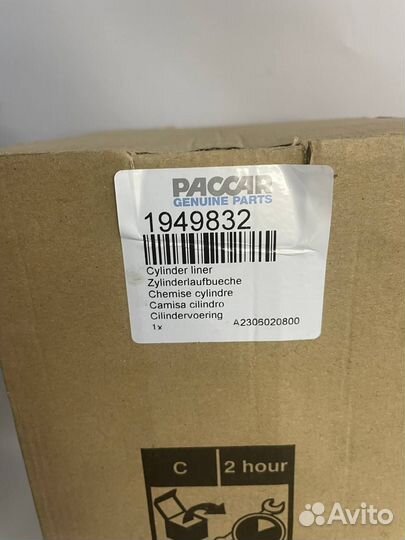 PACCAR
GENUINE PARTS
1949832
Cylinder liner
Zylinderlaufbueche
Chemise cylindre
Camisa cilindro
Cilindervoering
1x A2306020800
C 2 hour
Avito